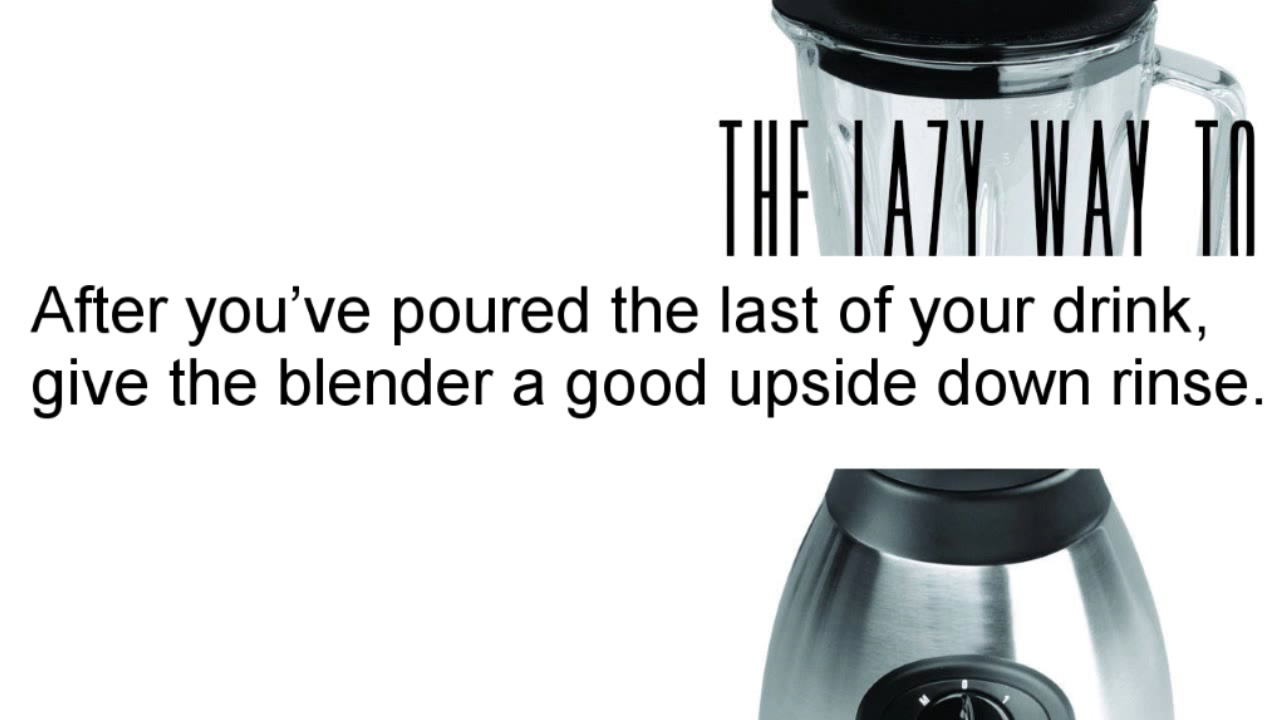 THE LAZY WAY TO
After you’ve poured the last of your drink,
give the blender a good upside down rinse.